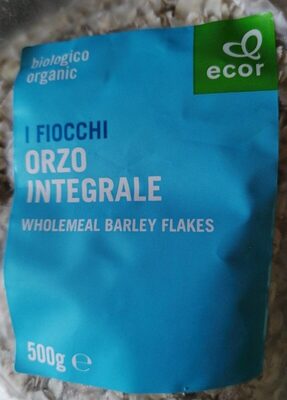 biologico
organic
ecor
I FIOCCHI
ORZO
INTEGRALE
WHOLEMEAL BARLEY FLAKES
500g ℮